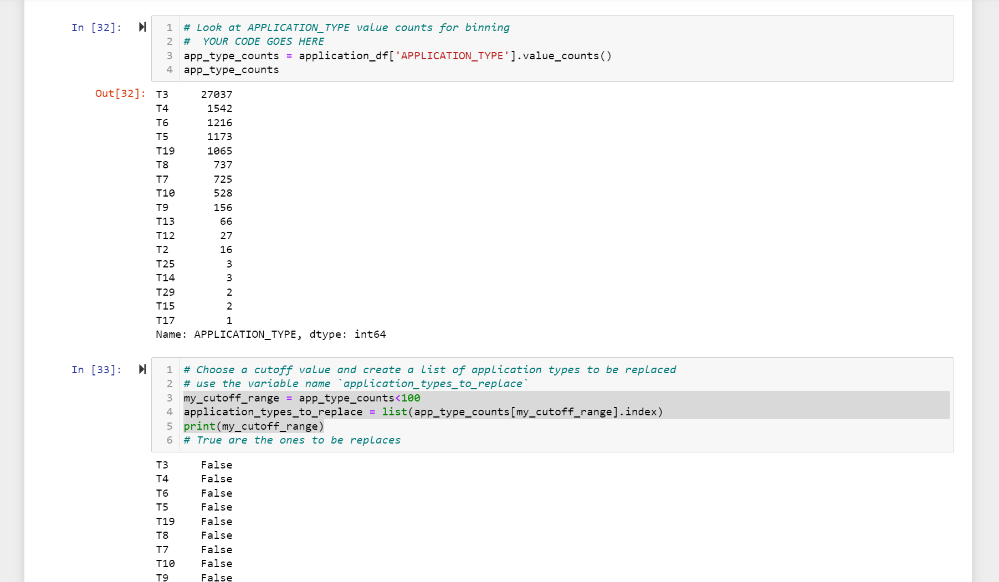 In [32]:
1 # Look at APPLICATION_TYPE value counts for binning
2 #  YOUR CODE GOES HERE
3 app_type_counts = application_df['APPLICATION_TYPE'].value_counts()
4 app_type_counts
Out[32]:
T3     27037
T4      1542
T6      1216
T5      1173
T19     1065
T8       737
T7       725
T10      528
T9       156
T13       66
T12       27
T2        16
T25        3
T14        3
T29        2
T15        2
T17        1
Name: APPLICATION_TYPE, dtype: int64
In [33]:
1 # Choose a cutoff value and create a list of application types to be replaced
2 # use the variable name `application_types_to_replace`
3 my_cutoff_range = app_type_counts<100
4 application_types_to_replace = list(app_type_counts[my_cutoff_range].index)
5 print(my_cutoff_range)
6 # True are the ones to be replaces
T3     False
T4     False
T6     False
T5     False
T19    False
T8     False
T7     False
T10    False
T9     False